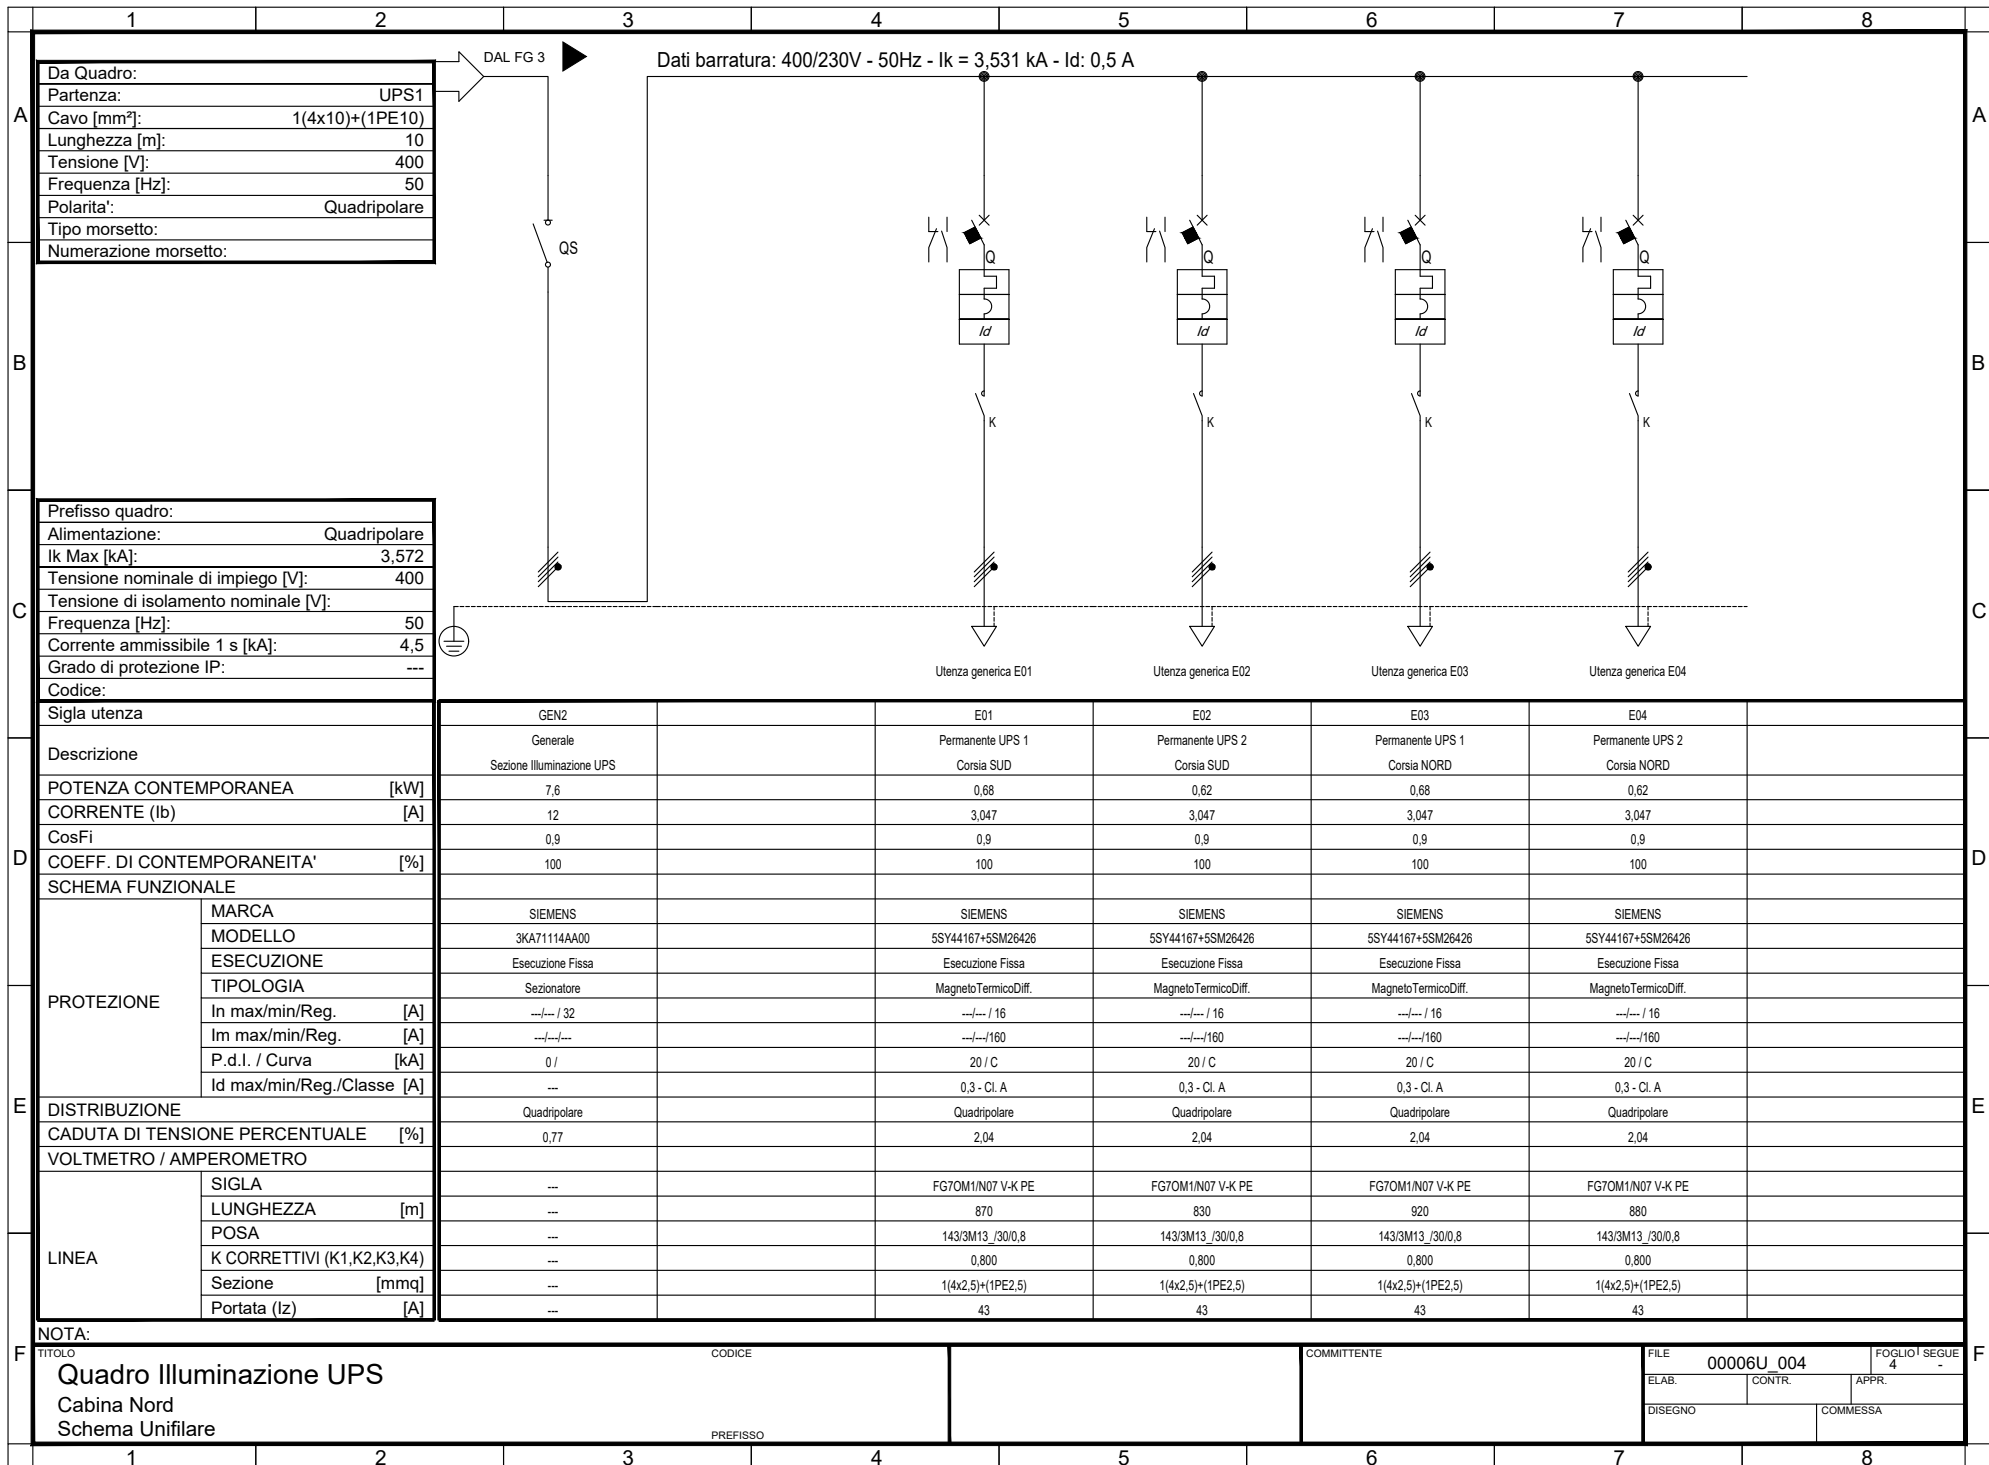 1 2 3 4 5 6 7 8
DAL FG 3
Dati barratura: 400/230V - 50Hz - Ik = 3,531 kA - Id: 0,5 A
Da Quadro:
Partenza: UPS1
Cavo [mm²]: 1(4x10)+(1PE10)
Lunghezza [m]: 10
Tensione [V]: 400
Frequenza [Hz]: 50
Polarita': Quadripolare
Tipo morsetto:
Numerazione morsetto:
A A
QS
Q Q Q Q
Id Id Id Id
B B
K K K K
Prefisso quadro:
Alimentazione: Quadripolare
Ik Max [kA]: 3,572
Tensione nominale di impiego [V]: 400
Tensione di isolamento nominale [V]:
Frequenza [Hz]: 50
Corrente ammissibile 1 s [kA]: 4,5
Grado di protezione IP: ---
Codice:
C C
Utenza generica E01 Utenza generica E02 Utenza generica E03 Utenza generica E04
Sigla utenza GEN2 E01 E02 E03 E04
Descrizione
Generale Permanente UPS 1 Permanente UPS 2 Permanente UPS 1 Permanente UPS 2
Sezione Illuminazione UPS Corsia SUD Corsia SUD Corsia NORD Corsia NORD
POTENZA CONTEMPORANEA [kW] 7,6 0,68 0,62 0,68 0,62
CORRENTE (Ib) [A] 12 3,047 3,047 3,047 3,047
CosFi 0,9 0,9 0,9 0,9 0,9
D COEFF. DI CONTEMPORANEITA' [%] 100 100 100 100 100 D
SCHEMA FUNZIONALE
PROTEZIONE
MARCA SIEMENS SIEMENS SIEMENS SIEMENS SIEMENS
MODELLO 3KA71114AA00 5SY44167+5SM26426 5SY44167+5SM26426 5SY44167+5SM26426 5SY44167+5SM26426
ESECUZIONE Esecuzione Fissa Esecuzione Fissa Esecuzione Fissa Esecuzione Fissa Esecuzione Fissa
TIPOLOGIA Sezionatore MagnetoTermicoDiff. MagnetoTermicoDiff. MagnetoTermicoDiff. MagnetoTermicoDiff.
In max/min/Reg. [A] ---/--- / 32 ---/--- / 16 ---/--- / 16 ---/--- / 16 ---/--- / 16
Im max/min/Reg. [A] ---/---/--- ---/---/160 ---/---/160 ---/---/160 ---/---/160
P.d.I. / Curva [kA] 0 / 20 / C 20 / C 20 / C 20 / C
Id max/min/Reg./Classe [A] --- 0,3 - Cl. A 0,3 - Cl. A 0,3 - Cl. A 0,3 - Cl. A
E DISTRIBUZIONE Quadripolare Quadripolare Quadripolare Quadripolare Quadripolare E
CADUTA DI TENSIONE PERCENTUALE [%] 0,77 2,04 2,04 2,04 2,04
VOLTMETRO / AMPEROMETRO
LINEA
SIGLA --- FG7OM1/N07 V-K PE FG7OM1/N07 V-K PE FG7OM1/N07 V-K PE FG7OM1/N07 V-K PE
LUNGHEZZA [m] --- 870 830 920 880
POSA --- 143/3M13_/30/0,8 143/3M13_/30/0,8 143/3M13_/30/0,8 143/3M13_/30/0,8
K CORRETTIVI (K1,K2,K3,K4) --- 0,800 0,800 0,800 0,800
Sezione [mmq] --- 1(4x2,5)+(1PE2,5) 1(4x2,5)+(1PE2,5) 1(4x2,5)+(1PE2,5) 1(4x2,5)+(1PE2,5)
Portata (Iz) [A] --- 43 43 43 43
NOTA:
F F
TITOLO CODICE COMMITTENTE FILE FOGLIO SEGUE
Quadro Illuminazione UPS 00006U_004 4 -
ELAB. CONTR. APPR.
Cabina Nord
DISEGNO COMMESSA
Schema Unifilare
PREFISSO
1 2 3 4 5 6 7 8